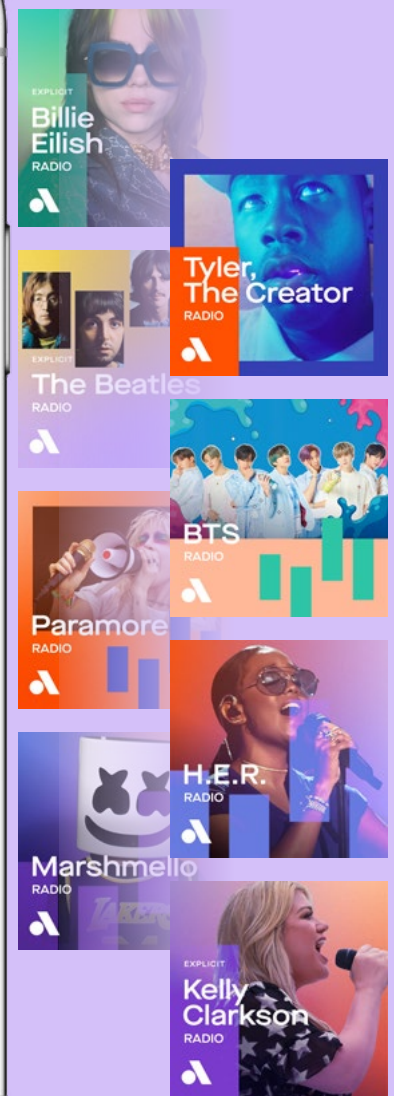 EXPLICIT
Billie
Eilish
RADIO
Tyler,
The Creator
RADIO
EXPLICIT
The Beatles
RADIO
BTS
RADIO
Paramore
RADIO
H.E.R.
RADIO
Marshmello
RADIO
LAKERS
EXPLICIT
Kelly
Clarkson
RADIO